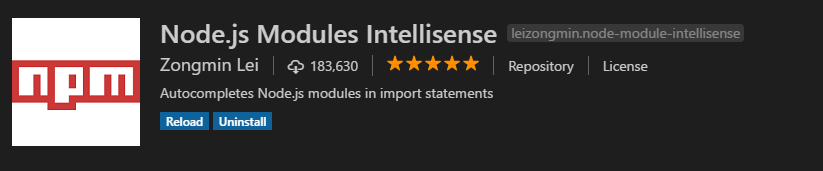 npm
Node.js Modules Intellisense leizongmin.node-module-intellisense
Zongmin Lei 183,630 Repository License
Autocompletes Node.js modules in import statements
Reload Uninstall